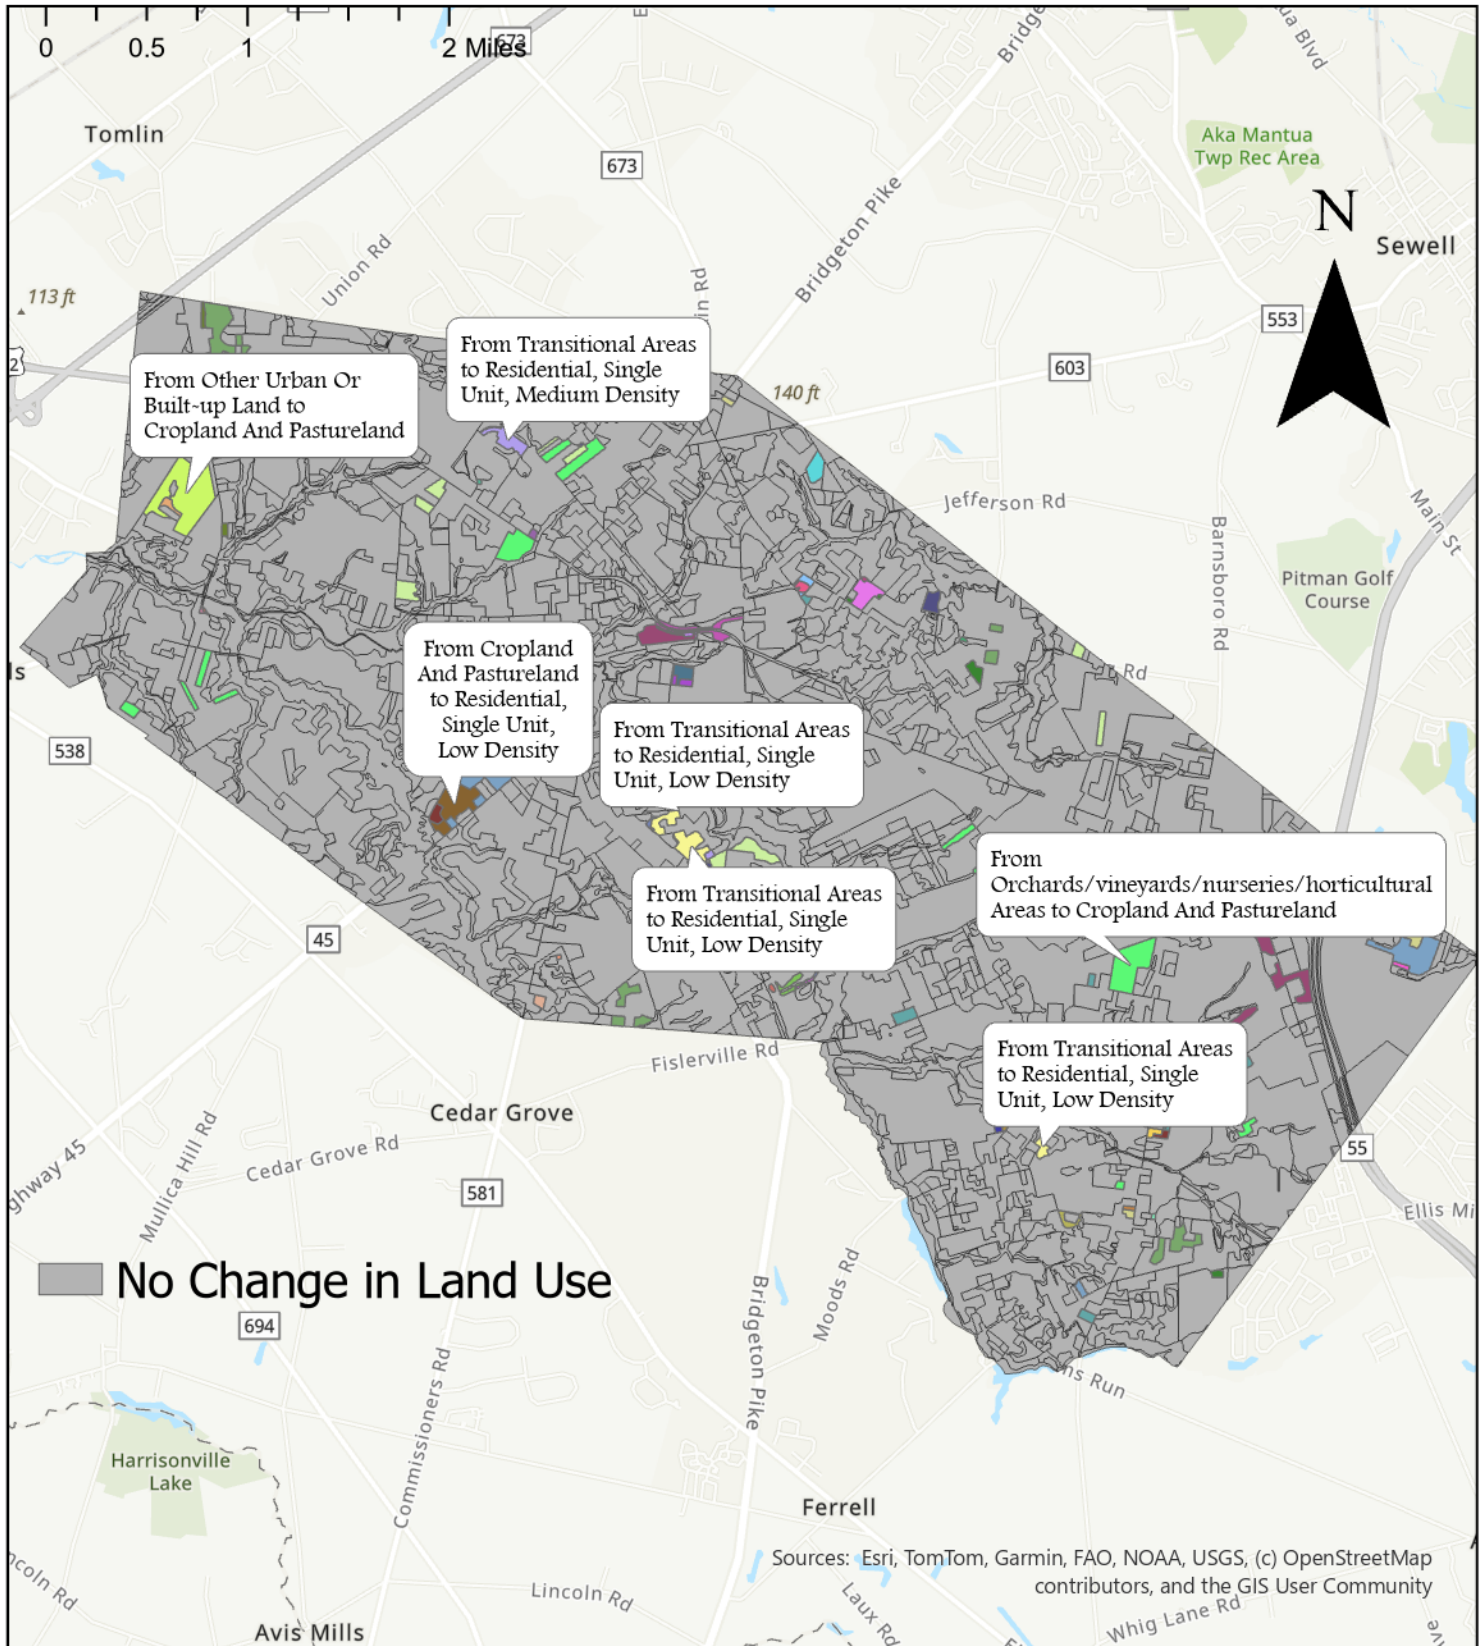 0 0.5 1 2 Miles
673
Tomlin
673
Bridgeton Pike
Aka Mantua
Twp Rec Area
N
Sewell
Union Rd
113 ft
553
603
140 ft
From Transitional Areas
to Residential, Single
Unit, Medium Density
From Other Urban Or
Built-up Land to
Cropland And Pastureland
Jefferson Rd
Main St
Barnsboro Rd
Pitman Golf
Course
Rd
From Cropland
And Pastureland
to Residential,
Single Unit,
Low Density
538
From Transitional Areas
to Residential, Single
Unit, Low Density
From
Orchards/vineyards/nurseries/horticultural
Areas to Cropland And Pastureland
From Transitional Areas
to Residential, Single
Unit, Low Density
45
Fislerville Rd
From Transitional Areas
to Residential, Single
Unit, Low Density
Cedar Grove
Cedar Grove Rd
Mullica Hill Rd
ghway 45
581
55
Ellis Mi
No Change in Land Use
694
Bridgeton Pike
Moods Rd
ns Run
Commissioners Rd
Harrisonville
Lake
Ferrell
Sources: Esri, TomTom, Garmin, FAO, NOAA, USGS, (c) OpenStreetMap
contributors, and the GIS User Community
ncoln Rd
Lincoln Rd
Laux Rd
Whig Lane Rd
Avis Mills